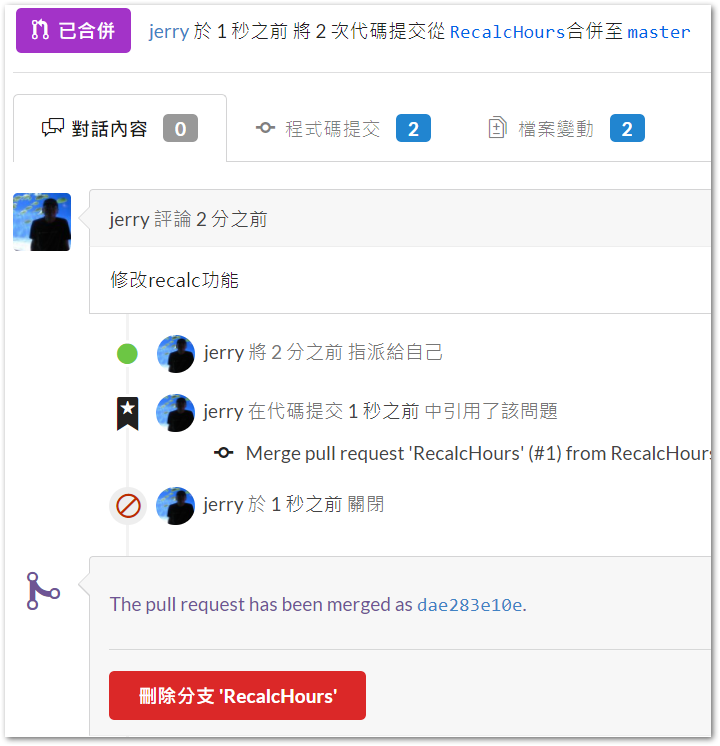 已合併 jerry 於 1 秒之前 將 2 次代碼提交從 RecalcHours合併至 master
對話內容 0 程式碼提交 2 檔案變動 2
jerry 評論 2 分之前
修改recalc功能
jerry 將 2 分之前 指派給自己
jerry 在代碼提交 1 秒之前 中引用了該問題
Merge pull request 'RecalcHours' (#1) from RecalcHours
jerry 於 1 秒之前 關閉
The pull request has been merged as dae283e10e.
刪除分支 'RecalcHours'